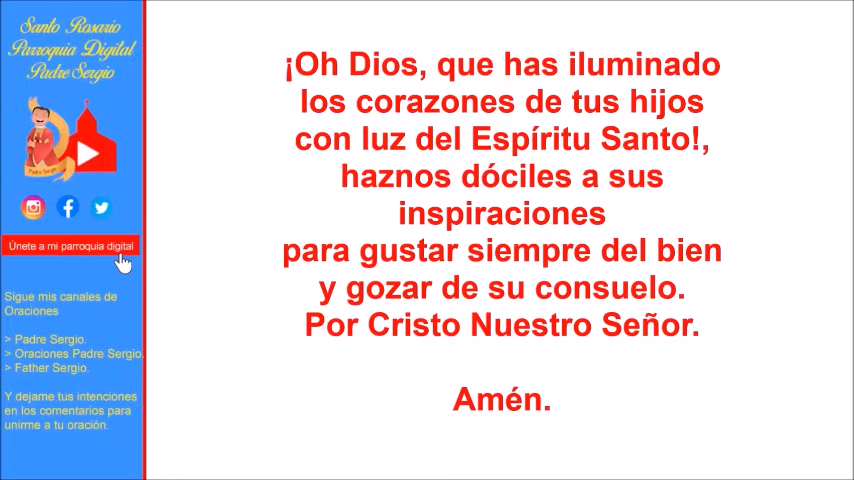 Santo Rosario
Parroquia Digital
Padre Sergio
Padre Sergio
Únete a mi parroquia digital
Sigue mis canales de
Oraciones
> Padre Sergio.
> Oraciones Padre Sergio.
> Father Sergio.
Y dejame tus intenciones
en los comentarios para
unirme a tu oración.
¡Oh Dios, que has iluminado
los corazones de tus hijos
con luz del Espíritu Santo!,
haznos dóciles a sus
inspiraciones
para gustar siempre del bien
y gozar de su consuelo.
Por Cristo Nuestro Señor.
Amén.